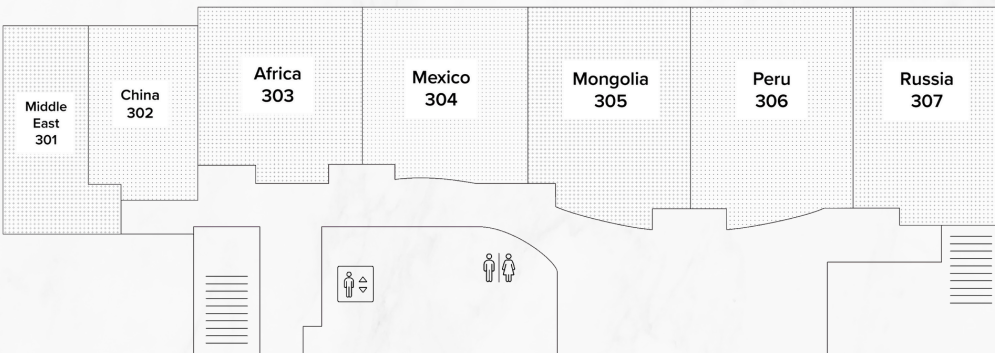 Middle
East
301
China
302
Africa
303
Mexico
304
Mongolia
305
Peru
306
Russia
307